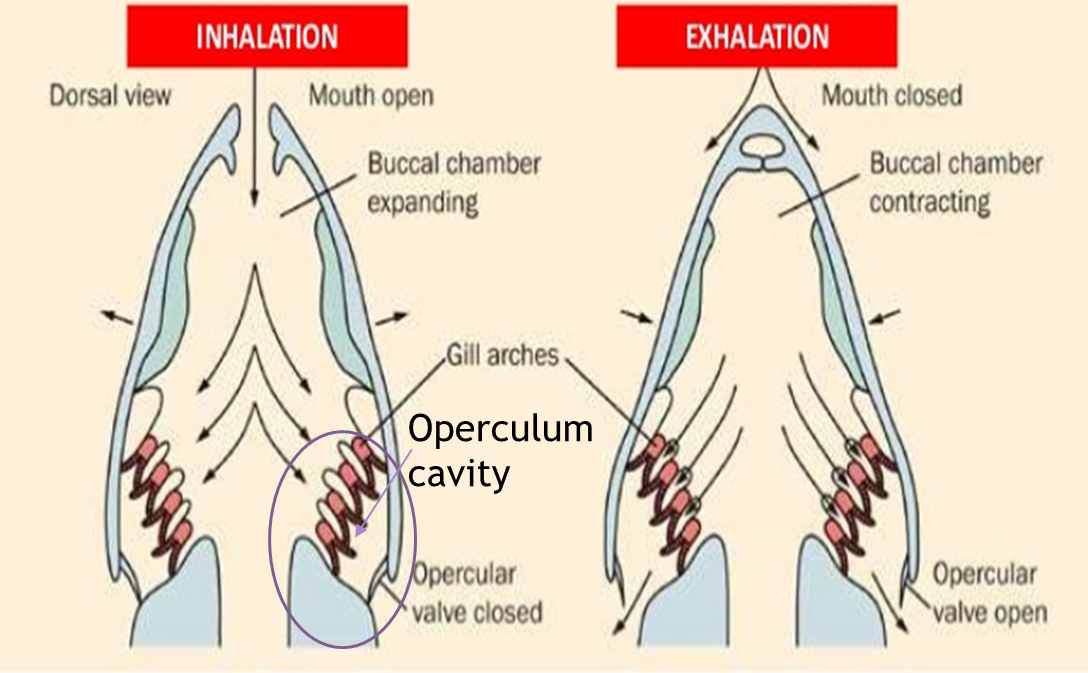 INHALATION
Dorsal view
Mouth open
Buccal chamber
expanding
Gill arches
Operculum
cavity
Opercular
valve closed
EXHALATION
Mouth closed
Buccal chamber
contracting
Opercular
valve open